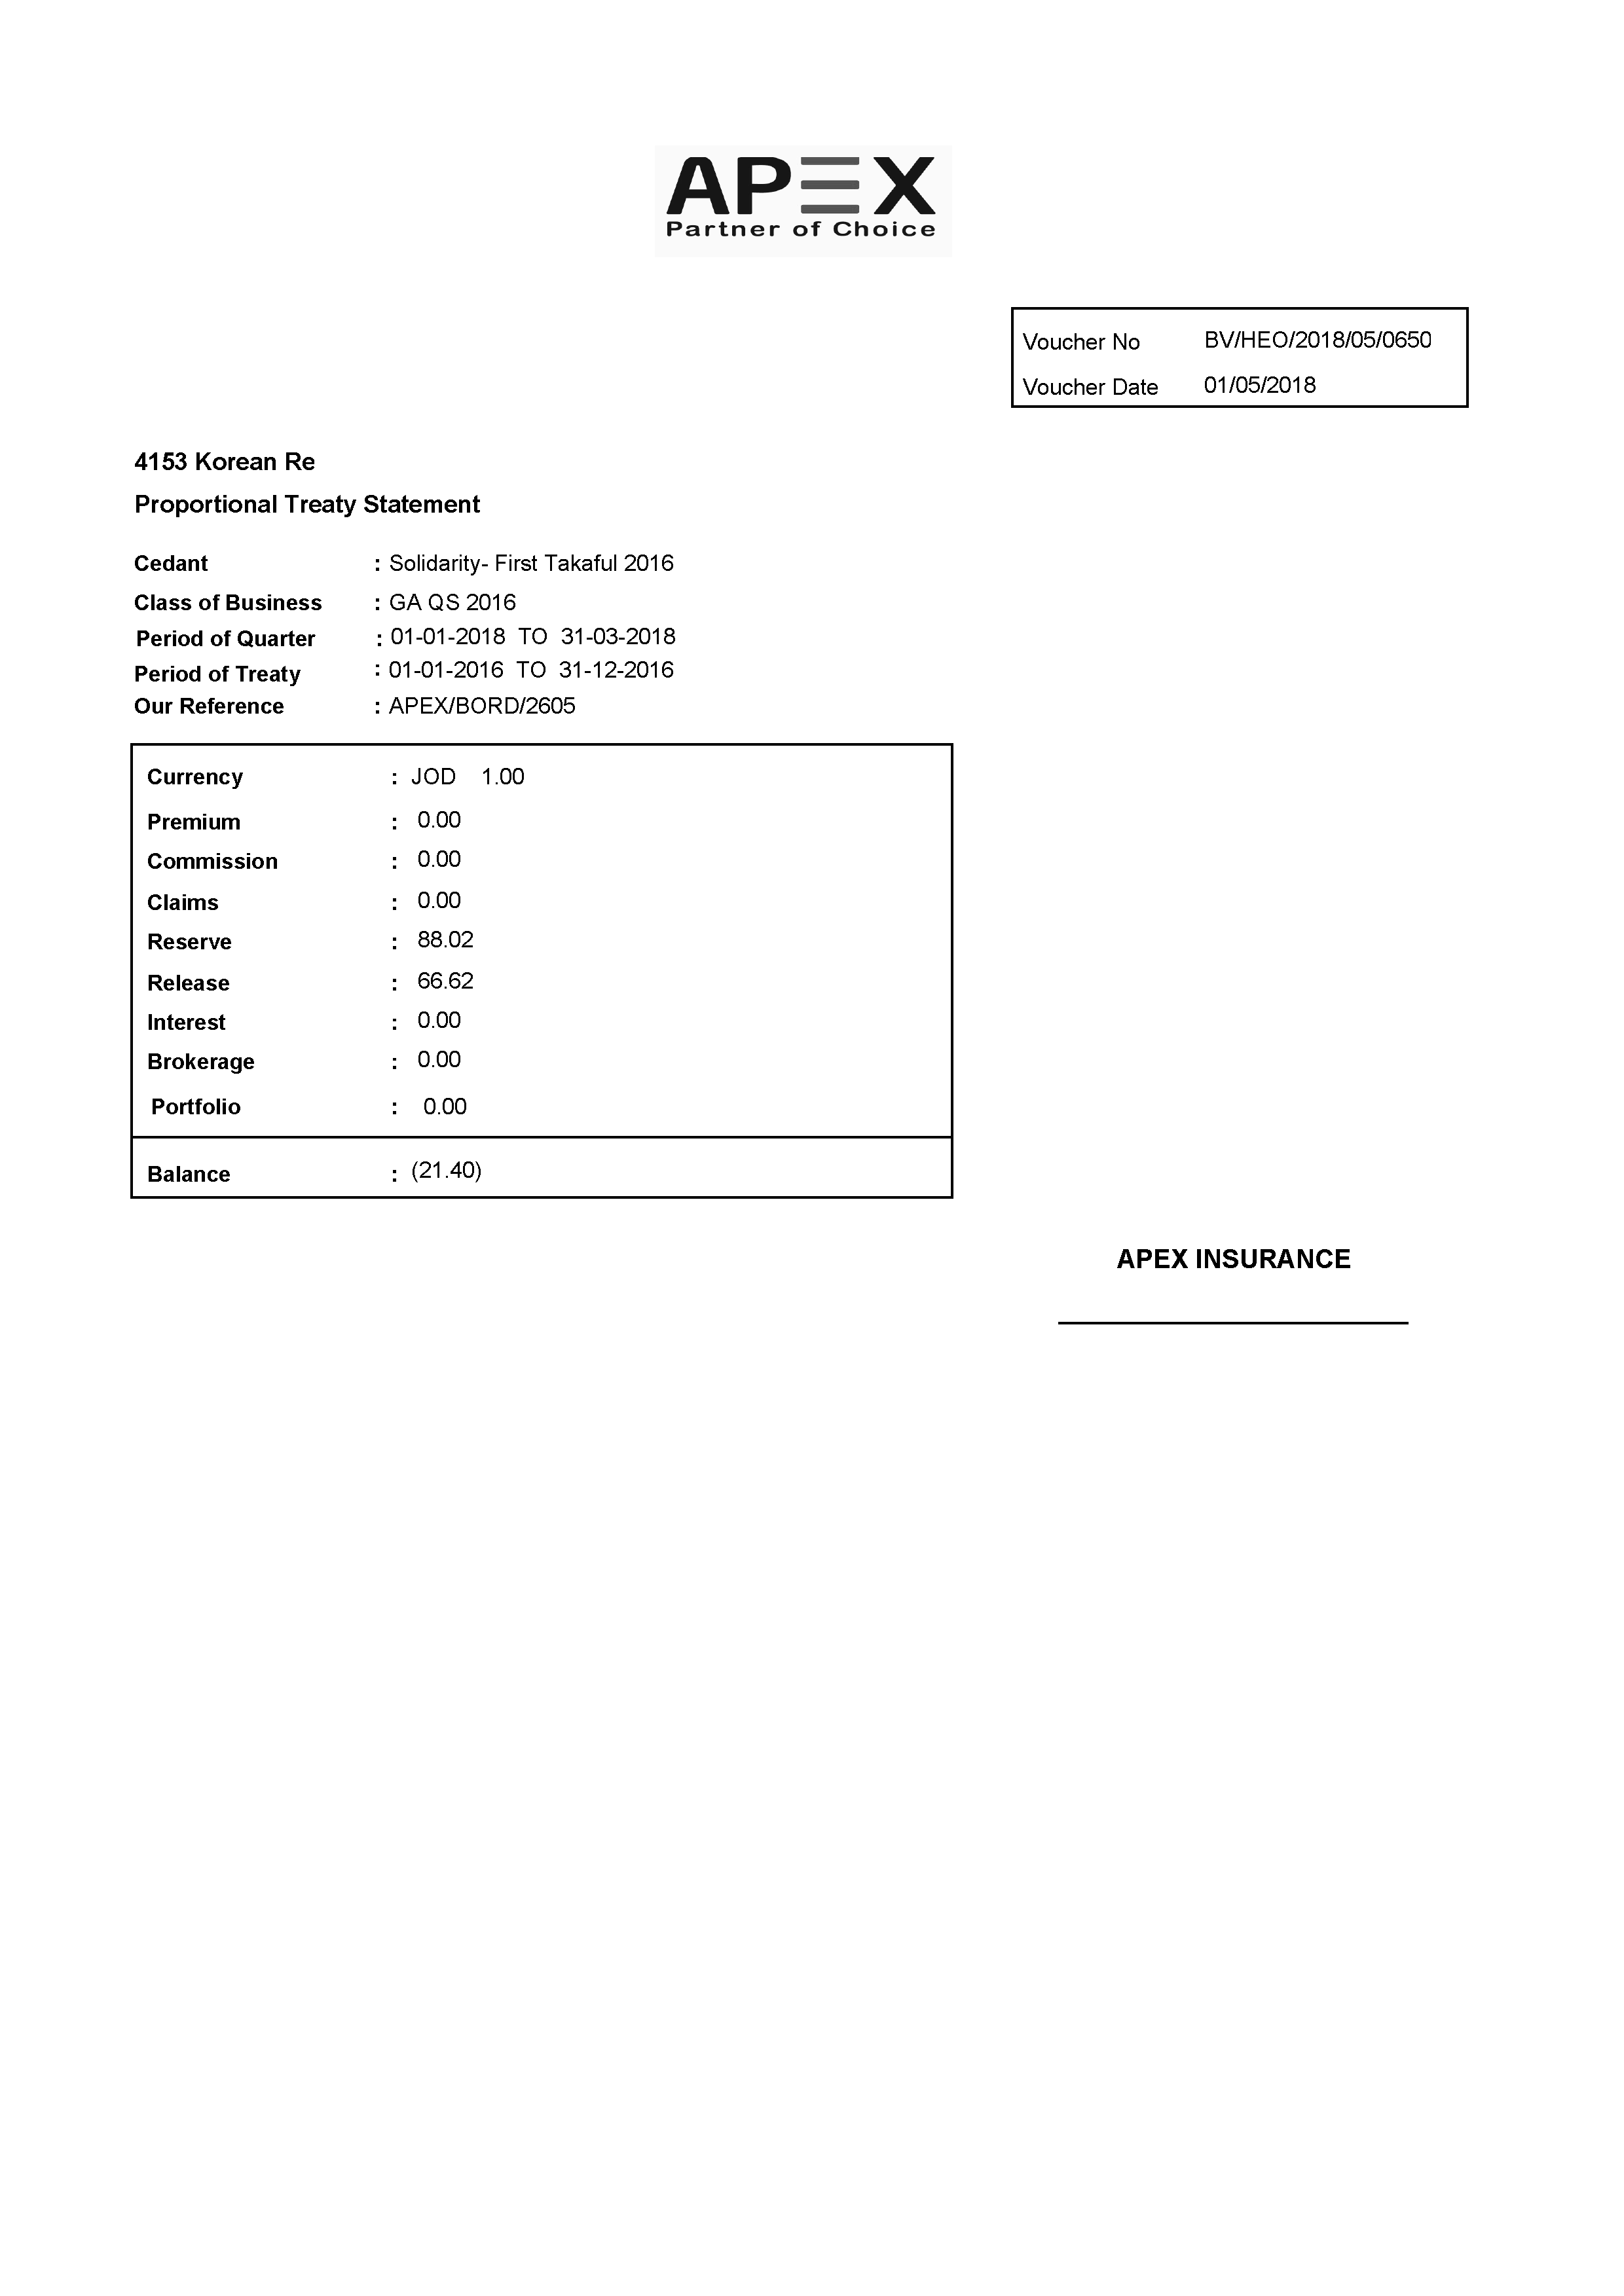 APEX
Partner of Choice
Voucher No BV/HEO/2018/05/0650
Voucher Date 01/05/2018
4153 Korean Re
Proportional Treaty Statement
Cedant : Solidarity- First Takaful 2016
Class of Business : GA QS 2016
Period of Quarter : 01-01-2018 TO 31-03-2018
Period of Treaty : 01-01-2016 TO 31-12-2016
Our Reference : APEX/BORD/2605
Currency : JOD 1.00
Premium : 0.00
Commission : 0.00
Claims : 0.00
Reserve : 88.02
Release : 66.62
Interest : 0.00
Brokerage : 0.00
Portfolio : 0.00
Balance : (21.40)
APEX INSURANCE